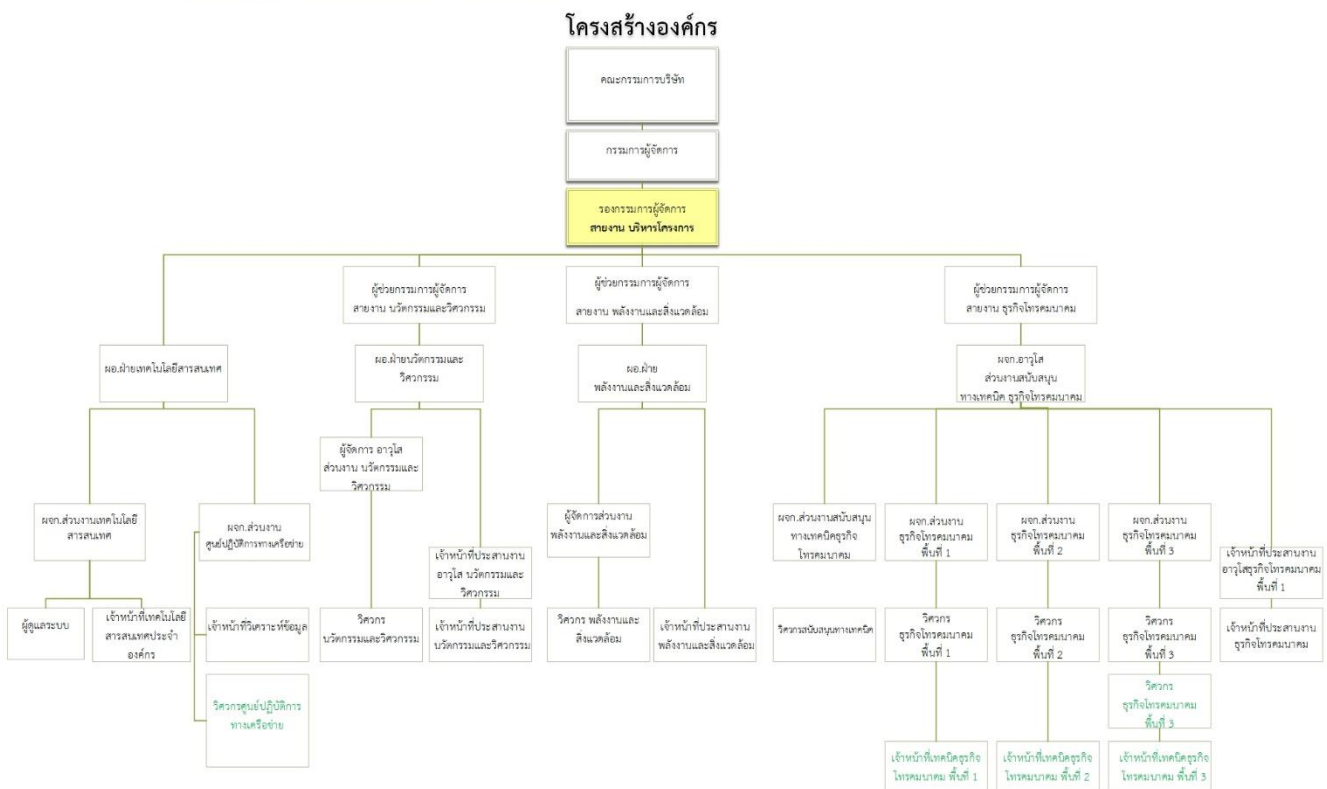 โครงสร้างองค์กร
คณะกรรมการบริษัท
กรรมการผู้จัดการ
รองกรรมการผู้จัดการ
สายงาน บริหารโครงการ
ผู้ช่วยกรรมการผู้จัดการ
สายงาน นวัตกรรมและวิศวกรรม
ผู้ช่วยกรรมการผู้จัดการ
สายงาน พลังงานและสิ่งแวดล้อม
ผู้ช่วยกรรมการผู้จัดการ
สายงาน ธุรกิจโทรคมนาคม
ผอ.ฝ่ายเทคโนโลยีสารสนเทศ
ผอ.ฝ่ายนวัตกรรมและ
วิศวกรรม
ผอ.ฝ่าย
พลังงานและสิ่งแวดล้อม
ผจก.อาวุโส
ส่วนงานสนับสนุน
ทางเทคนิค ธุรกิจโทรคมนาคม
ผู้จัดการ อาวุโส
ส่วนงาน นวัตกรรมและ
วิศวกรรม
ผจก.ส่วนงานเทคโนโลยี
สารสนเทศ
ผจก.ส่วนงาน
ศูนย์ปฏิบัติการทางเครือข่าย
ผู้จัดการส่วนงาน
พลังงานและสิ่งแวดล้อม
ผจก.ส่วนงานสนับสนุน
ทางเทคนิคธุรกิจ
โทรคมนาคม
ผจก.ส่วนงาน
ธุรกิจโทรคมนาคม
พื้นที่ 1
ผจก.ส่วนงาน
ธุรกิจโทรคมนาคม
พื้นที่ 2
ผจก.ส่วนงาน
ธุรกิจโทรคมนาคม
พื้นที่ 3
เจ้าหน้าที่ประสานงาน
อาวุโส นวัตกรรมและ
วิศวกรรม
เจ้าหน้าที่ประสานงาน
อาวุโสธุรกิจโทรคมนาคม
พื้นที่ 1
ผู้ดูแลระบบ
เจ้าหน้าที่เทคโนโลยี
สารสนเทศประจำ
องค์กร
เจ้าหน้าที่วิเคราะห์ข้อมูล
วิศวกร
นวัตกรรมและวิศวกรรม
เจ้าหน้าที่ประสานงาน
นวัตกรรมและวิศวกรรม
วิศวกร พลังงานและ
สิ่งแวดล้อม
เจ้าหน้าที่ประสานงาน
พลังงานและสิ่งแวดล้อม
วิศวกรสนับสนุนทางเทคนิค
วิศวกร
ธุรกิจโทรคมนาคม
พื้นที่ 1
วิศวกร
ธุรกิจโทรคมนาคม
พื้นที่ 2
วิศวกร
ธุรกิจโทรคมนาคม
พื้นที่ 3
เจ้าหน้าที่ประสานงาน
ธุรกิจโทรคมนาคม
วิศวกรศูนย์ปฏิบัติการ
ทางเครือข่าย
วิศวกร
ธุรกิจโทรคมนาคม
พื้นที่ 3
เจ้าหน้าที่เทคนิคธุรกิจ
โทรคมนาคม พื้นที่ 1
เจ้าหน้าที่เทคนิคธุรกิจ
โทรคมนาคม พื้นที่ 2
เจ้าหน้าที่เทคนิคธุรกิจ
โทรคมนาคม พื้นที่ 3